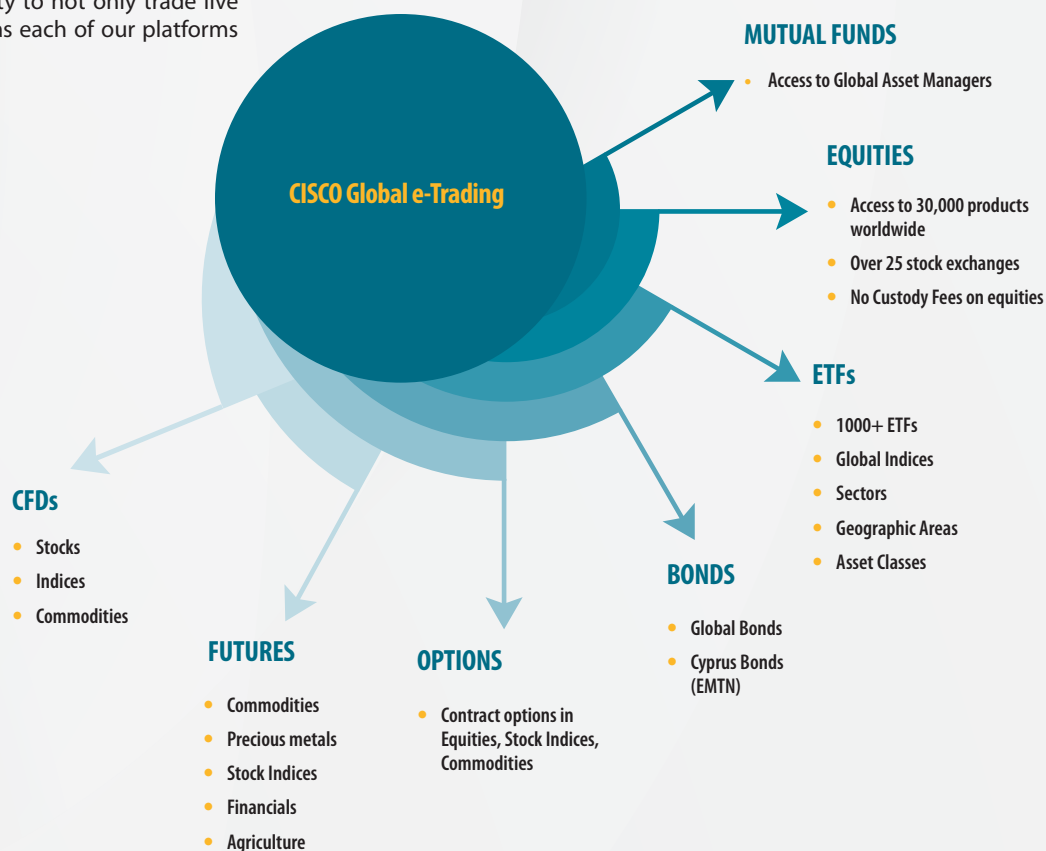 ty to not only trade live
as each of our platforms
CISCO Global e-Trading
MUTUAL FUNDS
• Access to Global Asset Managers
EQUITIES
• Access to 30,000 products
worldwide
• Over 25 stock exchanges
• No Custody Fees on equities
ETFs
• 1000+ ETFs
• Global Indices
• Sectors
• Geographic Areas
• Asset Classes
BONDS
• Global Bonds
• Cyprus Bonds
(EMTN)
OPTIONS
• Contract options in
Equities, Stock Indices,
Commodities
FUTURES
• Commodities
• Precious metals
• Stock Indices
• Financials
• Agriculture
CFDs
• Stocks
• Indices
• Commodities